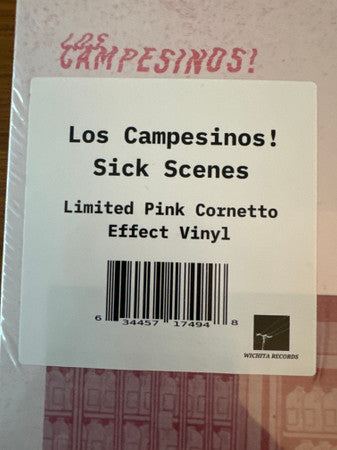 LOS
CAMPESINOS!
Los Campesinos!
Sick Scenes
Limited Pink Cornetto
Effect Vinyl
6 34457 17494 8
WICHITA RECORDS